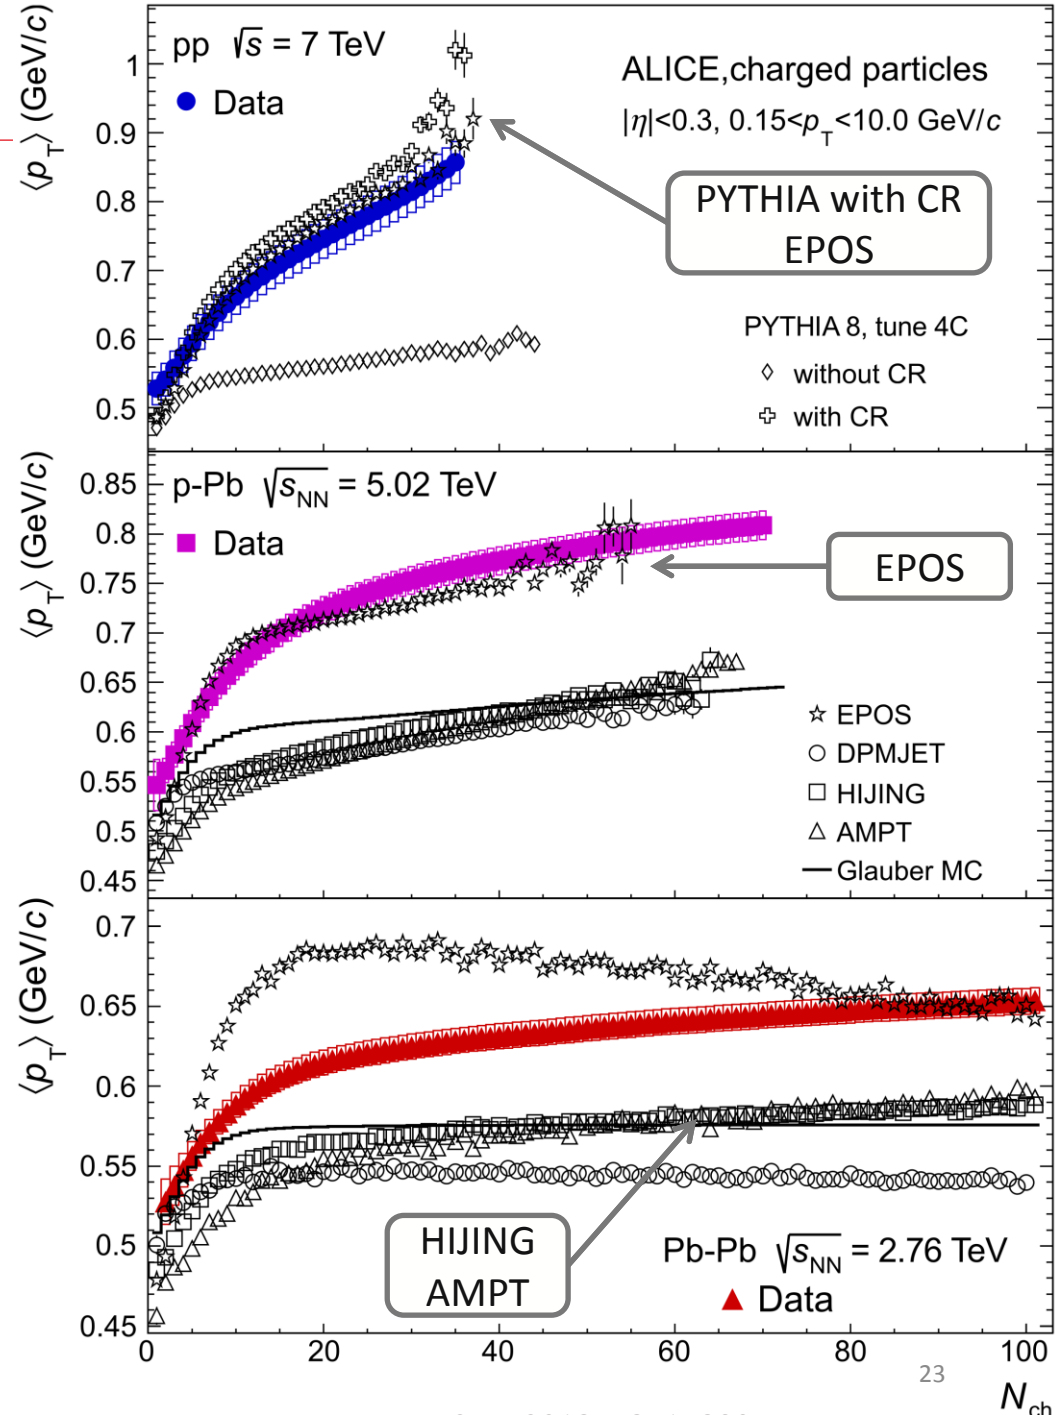 ⟨p_T⟩ (GeV/c)
pp √s = 7 TeV
Data
ALICE,charged particles
|η|<0.3, 0.15<p_T<10.0 GeV/c
PYTHIA with CR
EPOS
PYTHIA 8, tune 4C
without CR
with CR
1
0.9
0.8
0.7
0.6
0.5
⟨p_T⟩ (GeV/c)
p-Pb √s_NN = 5.02 TeV
Data
EPOS
EPOS
DPMJET
HIJING
AMPT
Glauber MC
0.85
0.8
0.75
0.7
0.65
0.6
0.55
0.5
0.45
⟨p_T⟩ (GeV/c)
0.7
0.65
0.6
0.55
0.5
0.45
HIJING
AMPT
Pb-Pb √s_NN = 2.76 TeV
Data
0 20 40 60 80 100
23
N_ch